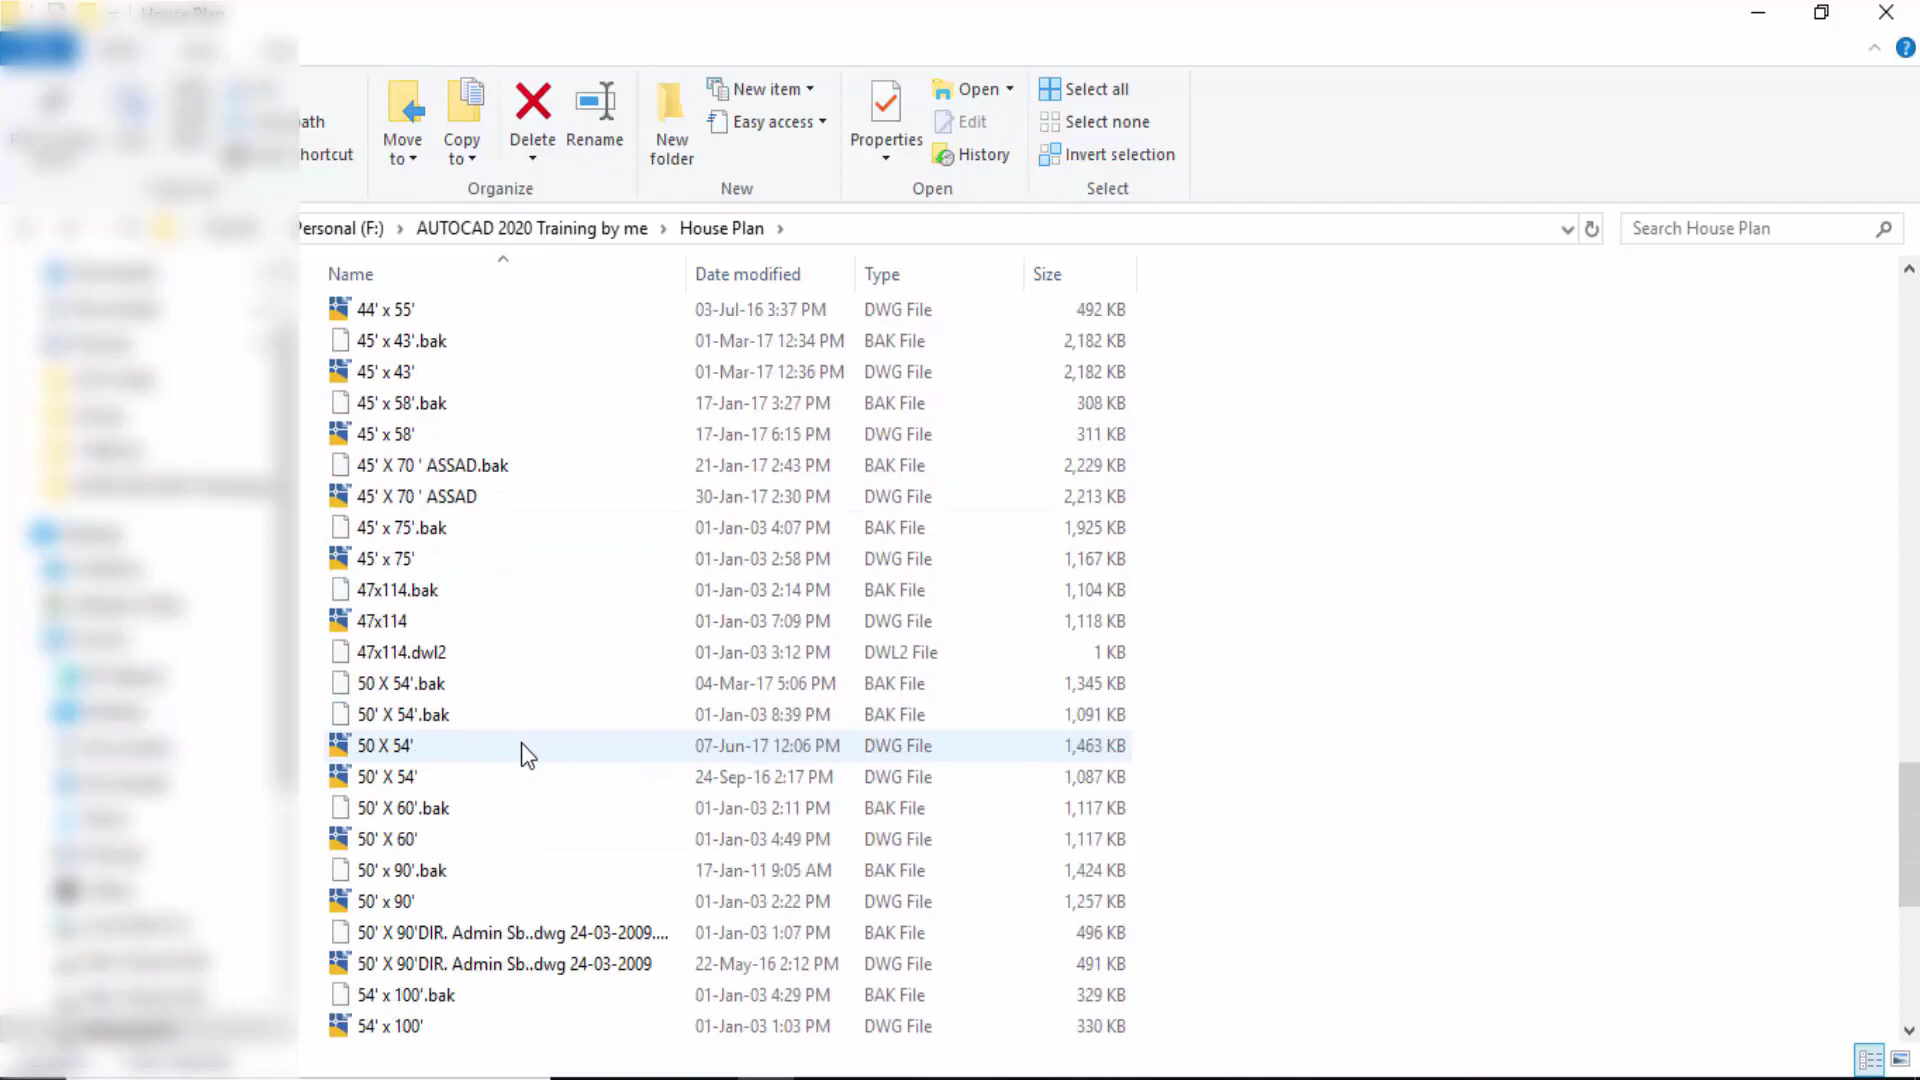 House Plan
ath
hortcut
Move to
Copy to
Delete
Rename
New folder
New item
Easy access
Properties
Open
Edit
History
Select all
Select none
Invert selection
Organize
New
Open
Select
Personal (F:) > AUTOCAD 2020 Training by me > House Plan >
Search House Plan
Name Date modified Type Size
44' x 55' 03-Jul-16 3:37 PM DWG File 492 KB
45' x 43'.bak 01-Mar-17 12:34 PM BAK File 2,182 KB
45' x 43' 01-Mar-17 12:36 PM DWG File 2,182 KB
45' x 58'.bak 17-Jan-17 3:27 PM BAK File 308 KB
45' x 58' 17-Jan-17 6:15 PM DWG File 311 KB
45' X 70 ' ASSAD.bak 21-Jan-17 2:43 PM BAK File 2,229 KB
45' X 70 ' ASSAD 30-Jan-17 2:30 PM DWG File 2,213 KB
45' x 75'.bak 01-Jan-03 4:07 PM BAK File 1,925 KB
45' x 75' 01-Jan-03 2:58 PM DWG File 1,167 KB
47x114.bak 01-Jan-03 2:14 PM BAK File 1,104 KB
47x114 01-Jan-03 7:09 PM DWG File 1,118 KB
47x114.dwl2 01-Jan-03 3:12 PM DWL2 File 1 KB
50 X 54'.bak 04-Mar-17 5:06 PM BAK File 1,345 KB
50' X 54'.bak 01-Jan-03 8:39 PM BAK File 1,091 KB
50 X 54' 07-Jun-17 12:06 PM DWG File 1,463 KB
50' X 54' 24-Sep-16 2:17 PM DWG File 1,087 KB
50' X 60'.bak 01-Jan-03 2:11 PM BAK File 1,117 KB
50' X 60' 01-Jan-03 4:49 PM DWG File 1,117 KB
50' x 90'.bak 17-Jan-11 9:05 AM BAK File 1,424 KB
50' x 90' 01-Jan-03 2:22 PM DWG File 1,257 KB
50' X 90'DIR. Admin Sb..dwg 24-03-2009.... 01-Jan-03 1:07 PM BAK File 496 KB
50' X 90'DIR. Admin Sb..dwg 24-03-2009 22-May-16 2:12 PM DWG File 491 KB
54' x 100'.bak 01-Jan-03 4:29 PM BAK File 329 KB
54' x 100' 01-Jan-03 1:03 PM DWG File 330 KB